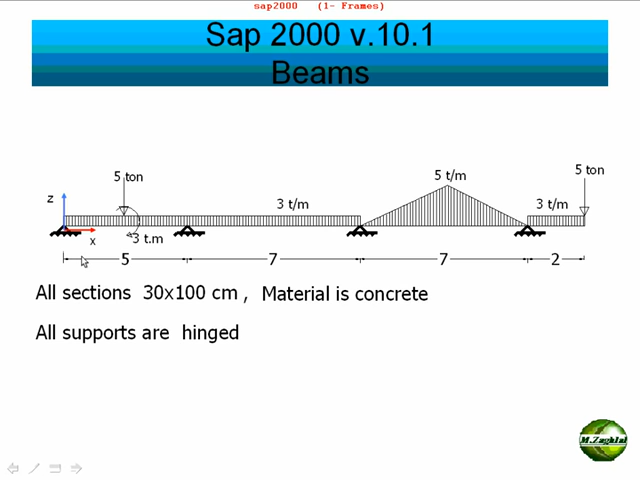 sap2000 (1- Frames)
Sap 2000 v.10.1
Beams
5 ton
5 t/m
5 ton
z
3 t/m
3 t/m
x
3 t.m
5
7
7
2
All sections 30x100 cm , Material is concrete
All supports are hinged
M.Zaghlal